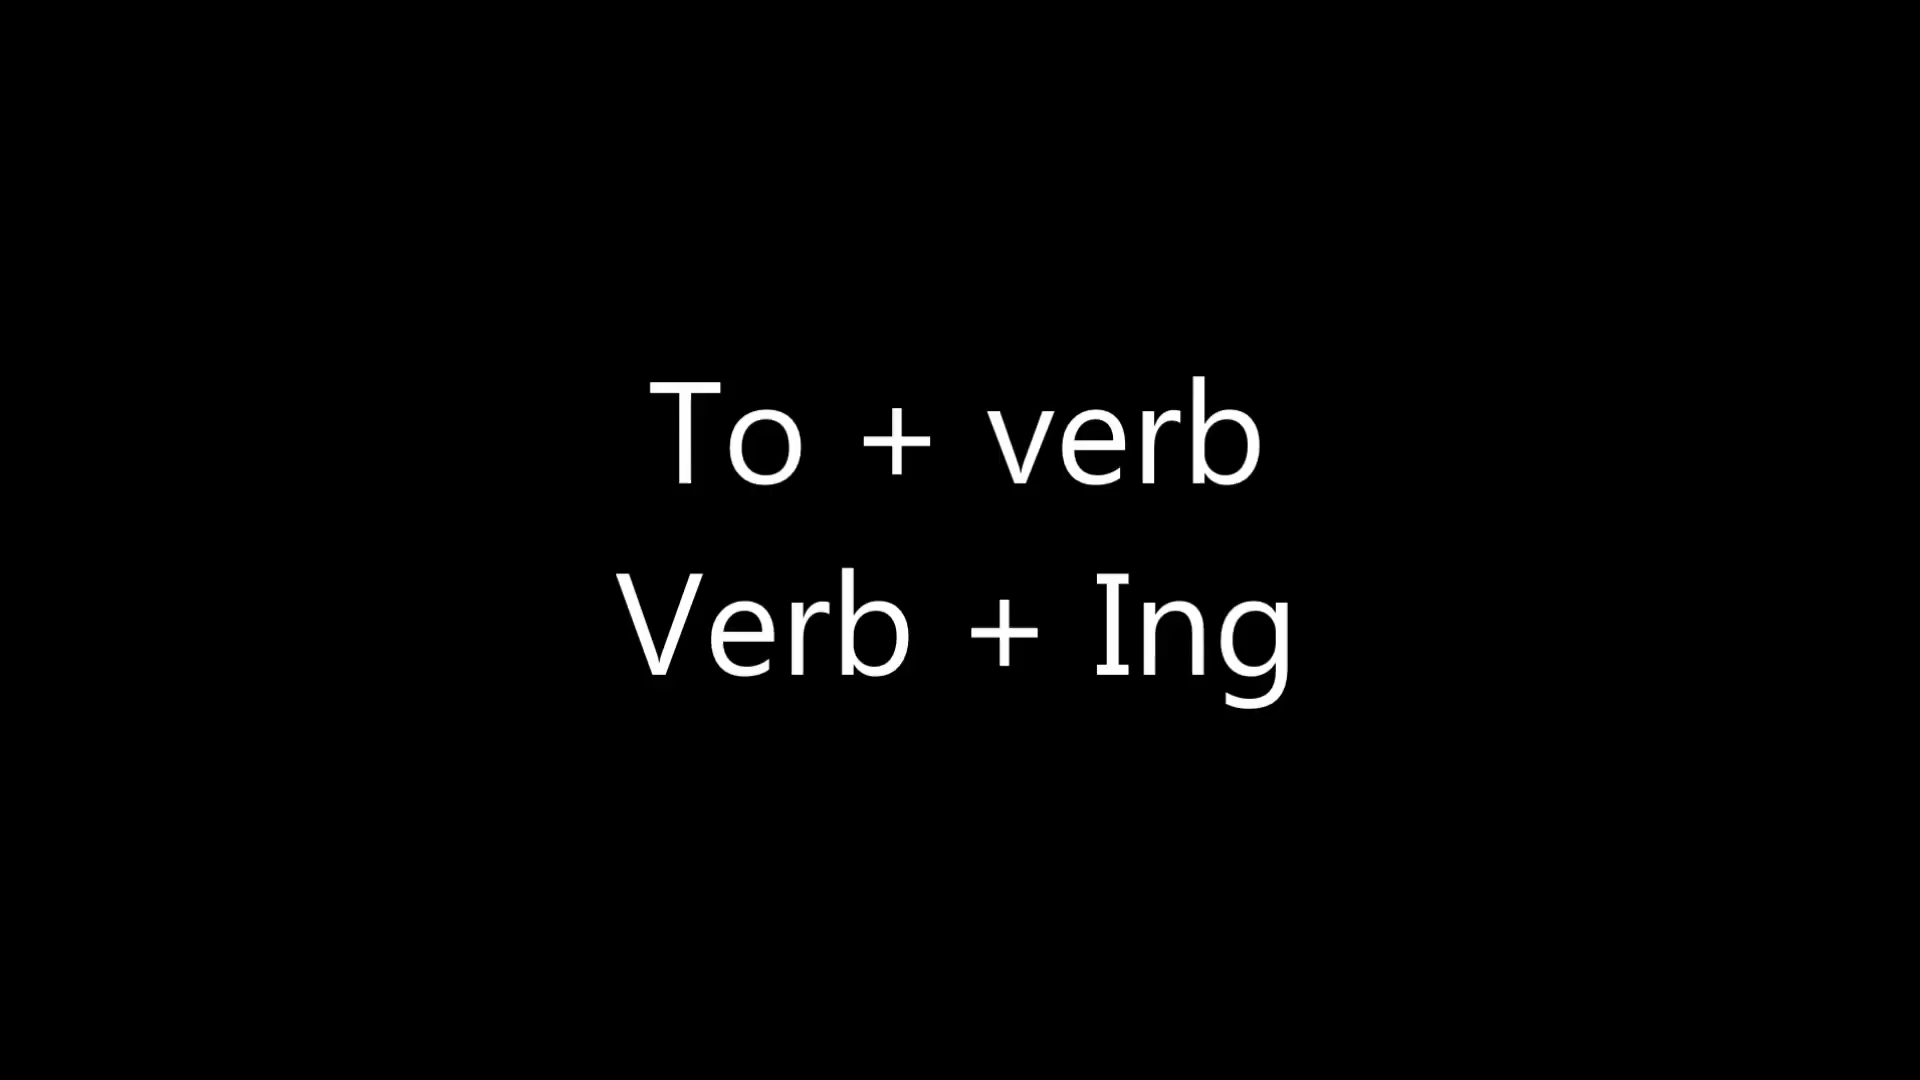 To + verb
Verb + Ing